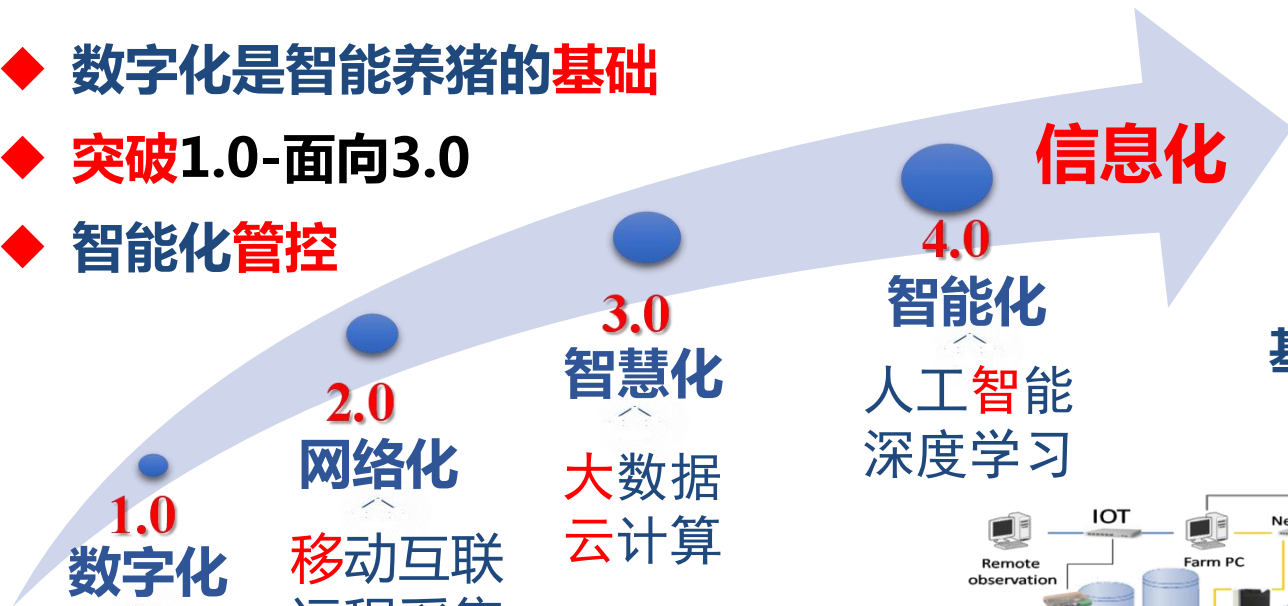 数字化是智能养猪的基础
突破1.0-面向3.0
智能化管控
信息化
4.0
智能化
人工智能
深度学习
3.0
智慧化
大数据
云计算
2.0
网络化
移动互联
1.0
数字化
IOT
Remote
observation
Farm PC